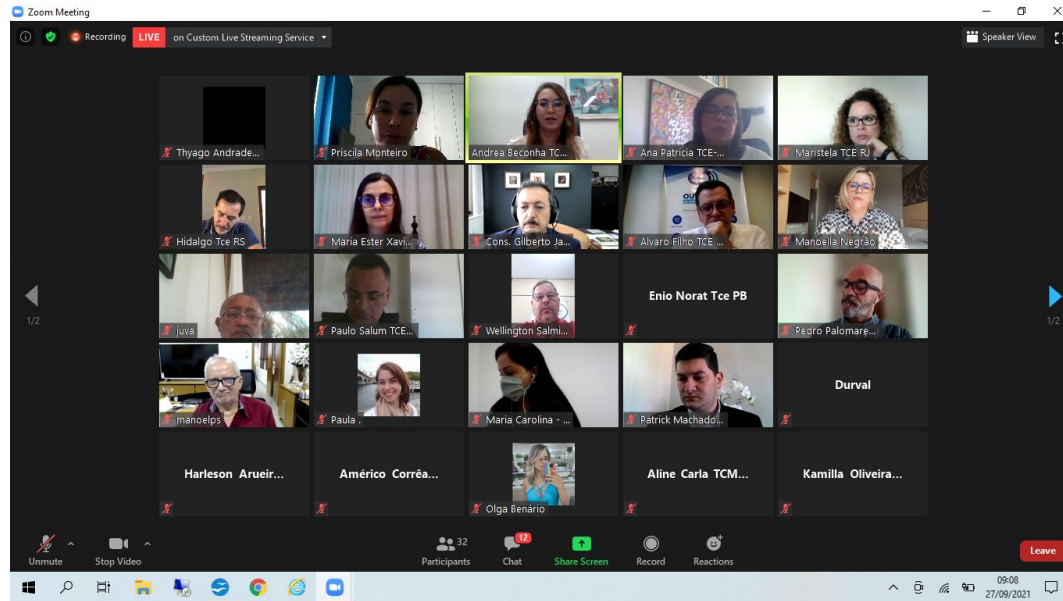 Zoom Meeting
Recording
LIVE
on Custom Live Streaming Service
Speaker View
Thyago Andrade...
Priscila Monteiro
Andrea Beconha TC...
Ana Patricia TCE-...
Maristela TCE RJ
Hidalgo Tce RS
Maria Ester Xavi...
Cons. Gilberto Ja...
Alvaro Filho TCE ...
Manoella Negrão
1/2
juva
Paulo Salum TCE...
Wellington Salmi...
Enio Norat Tce PB
Pedro Palomare...
1/2
manoelps
Paula .
Maria Carolina - ...
Patrick Machado...
Durval
Harleson Arueir...
Américo Corrêa...
Olga Benário
Aline Carla TCM...
Kamilla Oliveira...
Unmute
Stop Video
32
Participants
12
Chat
Share Screen
Record
Reactions
Leave
09:08
27/09/2021